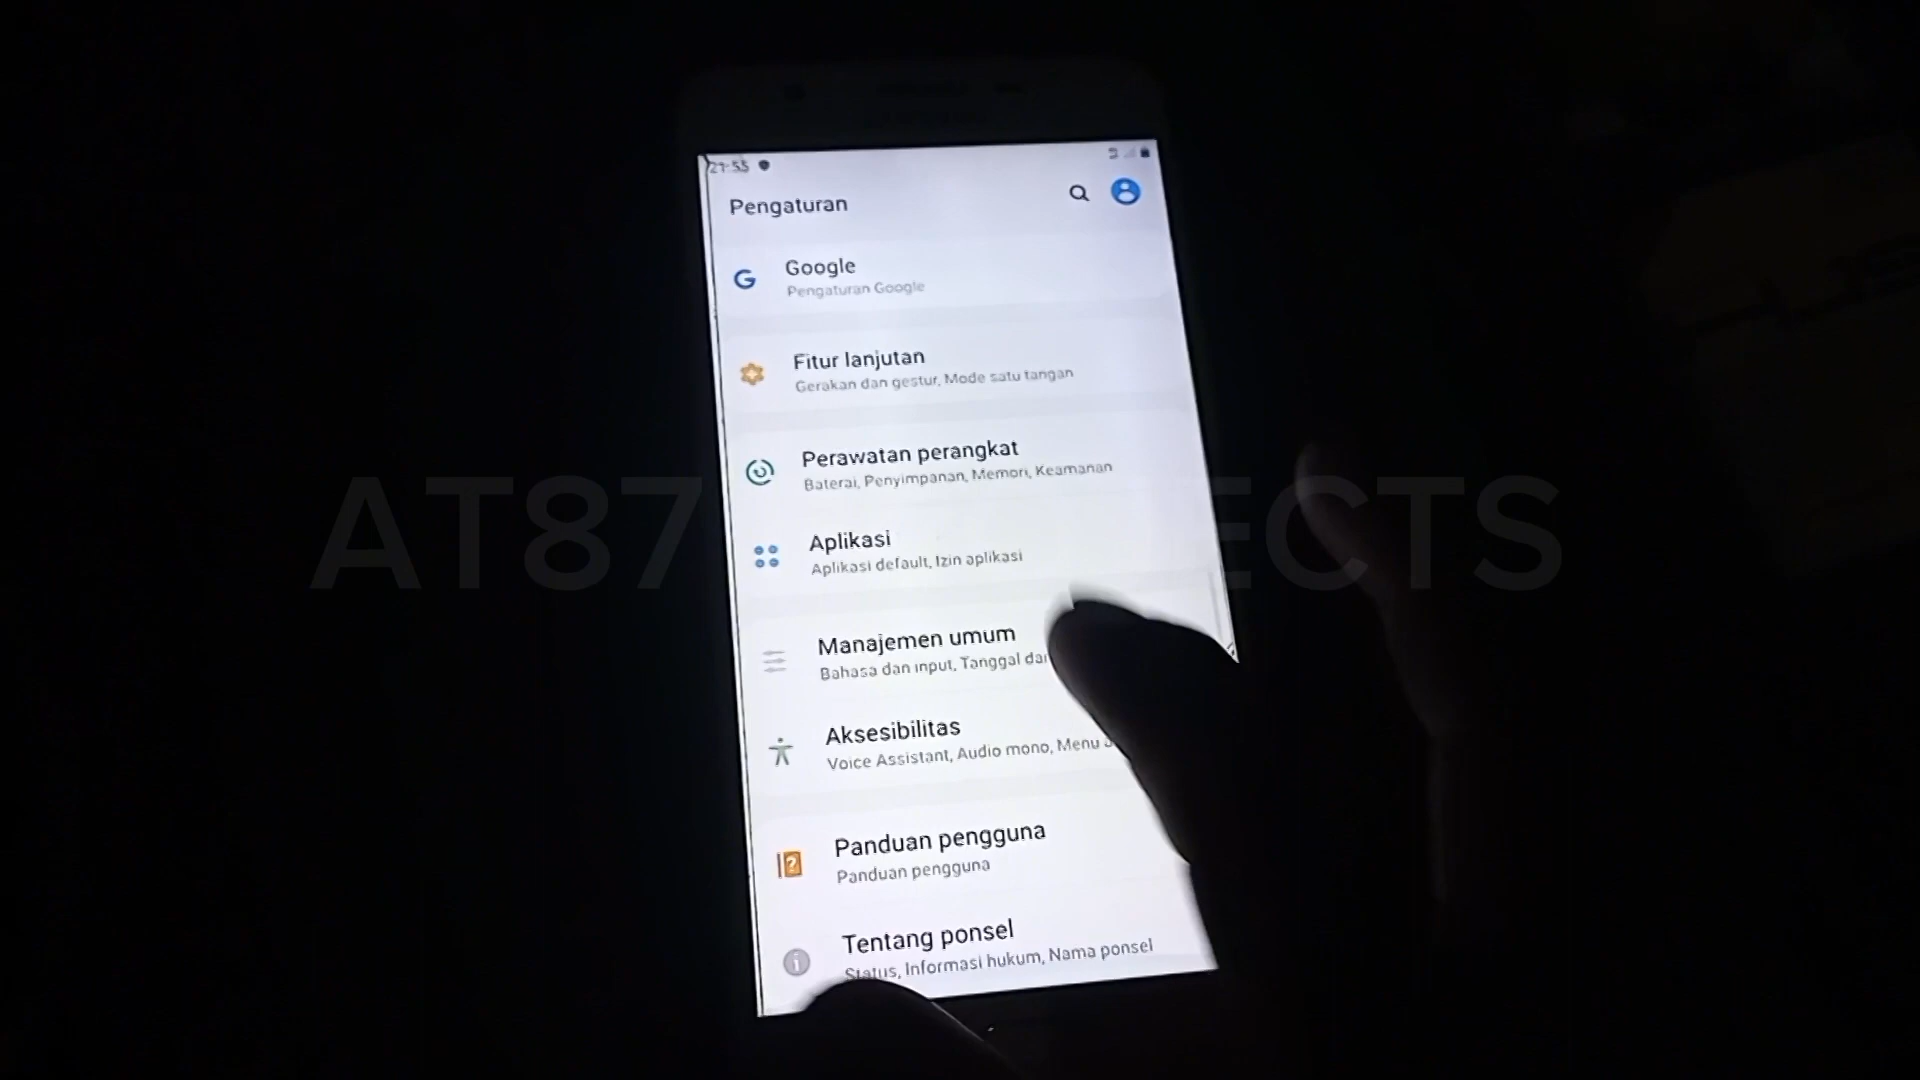 21:55
Pengaturan
Google
Pengaturan Google
Fitur lanjutan
Gerakan dan gestur, Mode satu tangan
Perawatan perangkat
Baterai, Penyimpanan, Memori, Keamanan
AT87 ECTS
Aplikasi
Aplikasi default, Izin aplikasi
Manajemen umum
Bahasa dan input, Tanggal dan
Aksesibilitas
Voice Assistant, Audio mono, Menu
Panduan pengguna
Panduan pengguna
Tentang ponsel
Status, Informasi hukum, Nama ponsel